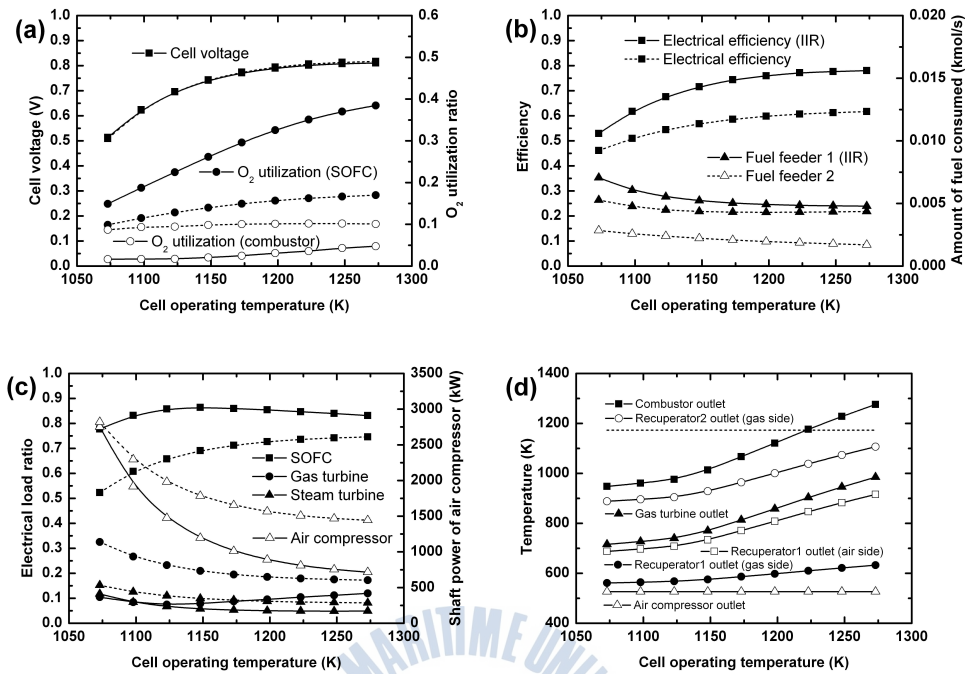 (a)
Cell voltage
O2 utilization (SOFC)
O2 utilization (combustor)
1.0
0.9
0.8
0.7
0.6
0.5
0.4
0.3
0.2
0.1
0.0
Cell voltage (V)
0.6
0.5
0.4
0.3
0.2
0.1
0.0
O2 utilization ratio
1050 1100 1150 1200 1250 1300
Cell operating temperature (K)
(b)
Electrical efficiency (IIR)
Electrical efficiency
Fuel feeder 1 (IIR)
Fuel feeder 2
1.0
0.9
0.8
0.7
0.6
0.5
0.4
0.3
0.2
0.1
0.0
Efficiency
0.020
0.015
0.010
0.005
0.000
Amount of fuel consumed (kmol/s)
1050 1100 1150 1200 1250 1300
Cell operating temperature (K)
(c)
SOFC
Gas turbine
Steam turbine
Air compressor
1.0
0.9
0.8
0.7
0.6
0.5
0.4
0.3
0.2
0.1
0.0
Electrical load ratio
3500
3000
2500
2000
1500
1000
500
0
Shaft power of air compressor (kW)
1050 1100 1150 1200 1250 1300
Cell operating temperature (K)
(d)
Combustor outlet
Recuperator2 outlet (gas side)
Gas turbine outlet
Recuperator1 outlet (air side)
Recuperator1 outlet (gas side)
Air compressor outlet
1400
1200
1000
800
600
400
Temperature (K)
1050 1100 1150 1200 1250 1300
Cell operating temperature (K)